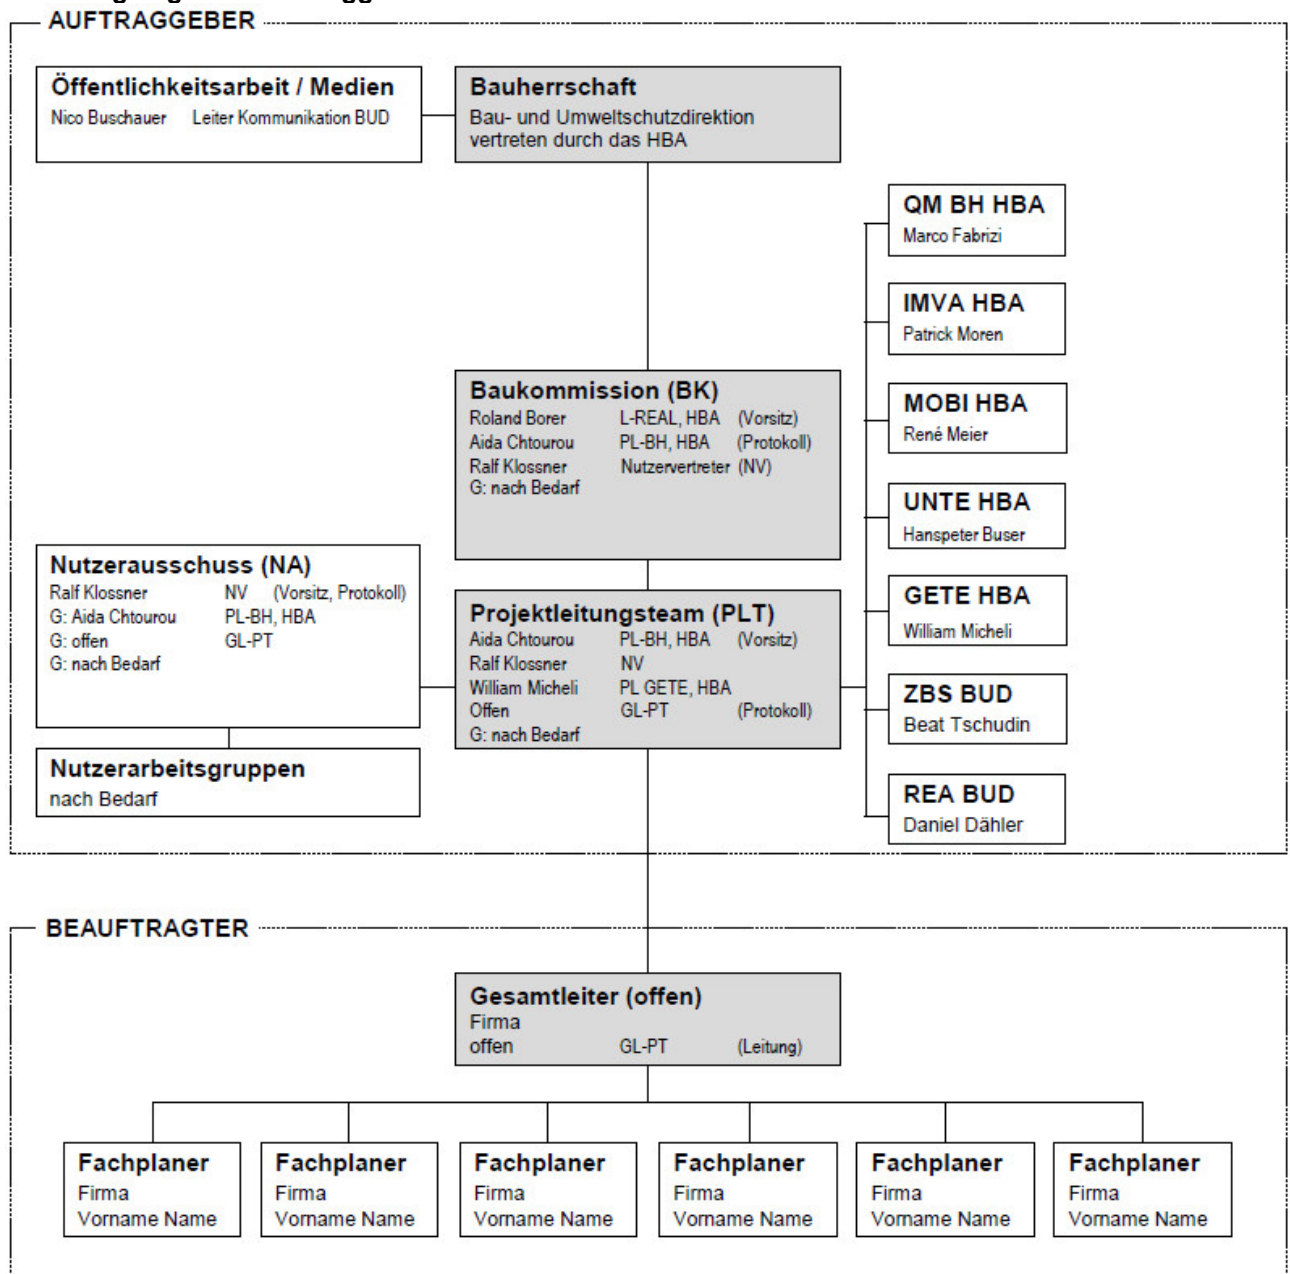 AUFTRAGGEBER
Öffentlichkeitsarbeit / Medien
Nico Buschauer Leiter Kommunikation BUD
Bauherrschaft
Bau- und Umweltschutzdirektion
vertreten durch das HBA
QM BH HBA
Marco Fabrizi
IMVA HBA
Patrick Moren
MOBI HBA
René Meier
UNTE HBA
Hanspeter Buser
GETE HBA
William Micheli
ZBS BUD
Beat Tschudin
REA BUD
Daniel Dähler
Baukommission (BK)
Roland Borer L-REAL, HBA (Vorsitz)
Aida Chtourou PL-BH, HBA (Protokoll)
Ralf Klossner Nutzervertreter (NV)
G: nach Bedarf
Nutzerausschuss (NA)
Ralf Klossner NV (Vorsitz, Protokoll)
G: Aida Chtourou PL-BH, HBA
G: offen GL-PT
G: nach Bedarf
Projektleitungsteam (PLT)
Aida Chtourou PL-BH, HBA (Vorsitz)
Ralf Klossner NV
William Micheli PL GETE, HBA
Offen GL-PT (Protokoll)
G: nach Bedarf
Nutzerarbeitsgruppen
nach Bedarf
BEAUFTRAGTER
Gesamtleiter (offen)
Firma
offen GL-PT (Leitung)
Fachplaner
Firma
Vorname Name
Fachplaner
Firma
Vorname Name
Fachplaner
Firma
Vorname Name
Fachplaner
Firma
Vorname Name
Fachplaner
Firma
Vorname Name
Fachplaner
Firma
Vorname Name